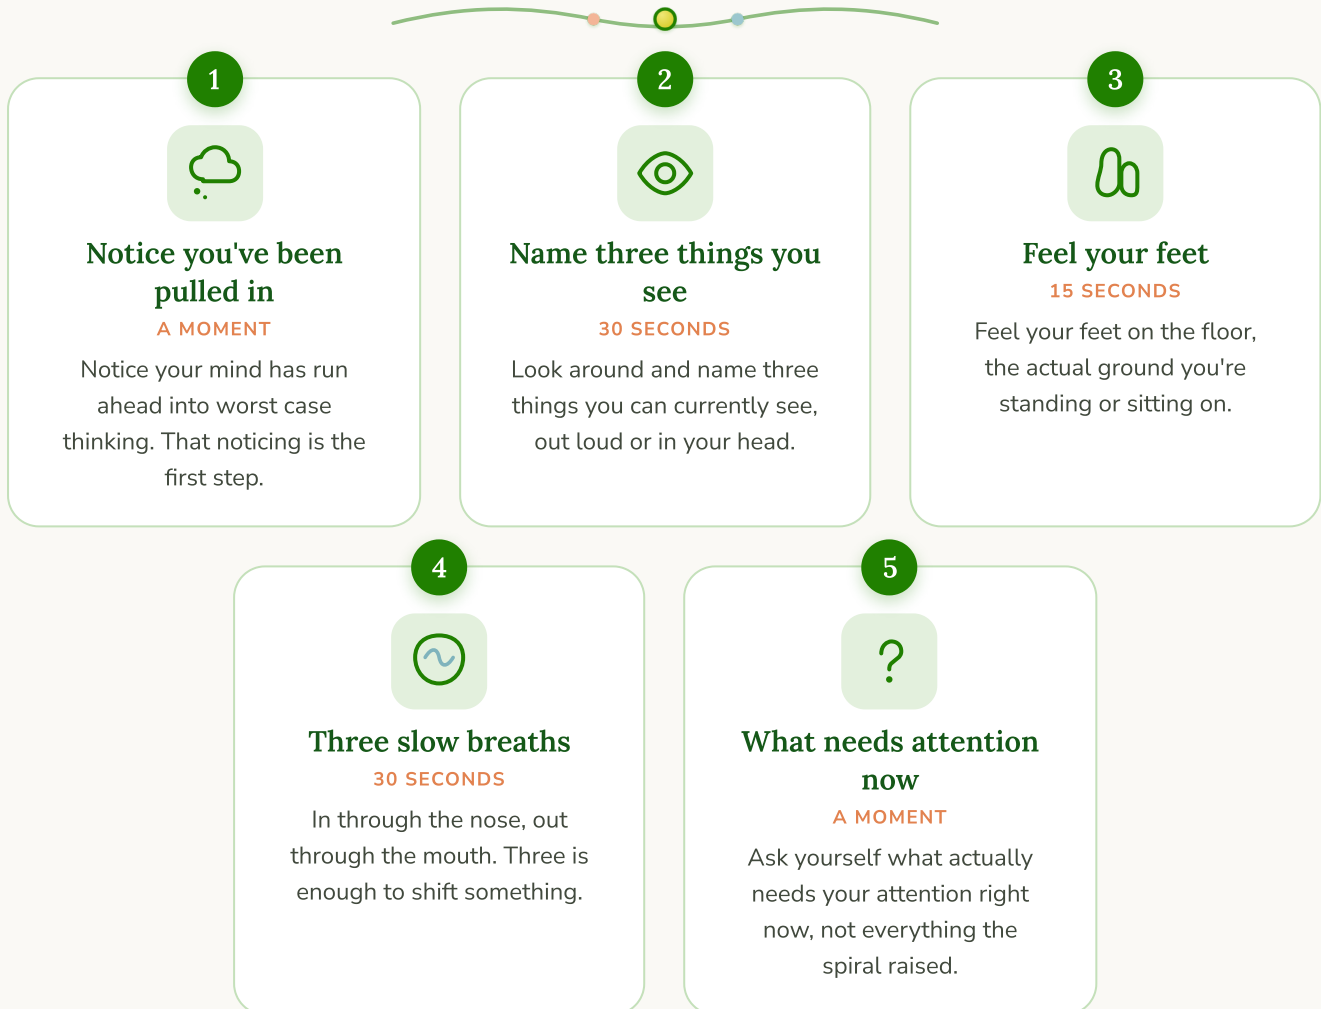 1
Notice you've been
pulled in
A MOMENT
Notice your mind has run
ahead into worst case
thinking. That noticing is the
first step.
2
Name three things you
see
30 SECONDS
Look around and name three
things you can currently see,
out loud or in your head.
3
Feel your feet
15 SECONDS
Feel your feet on the floor,
the actual ground you're
standing or sitting on.
4
Three slow breaths
30 SECONDS
In through the nose, out
through the mouth. Three is
enough to shift something.
5
?
What needs attention
now
A MOMENT
Ask yourself what actually
needs your attention right
now, not everything the
spiral raised.